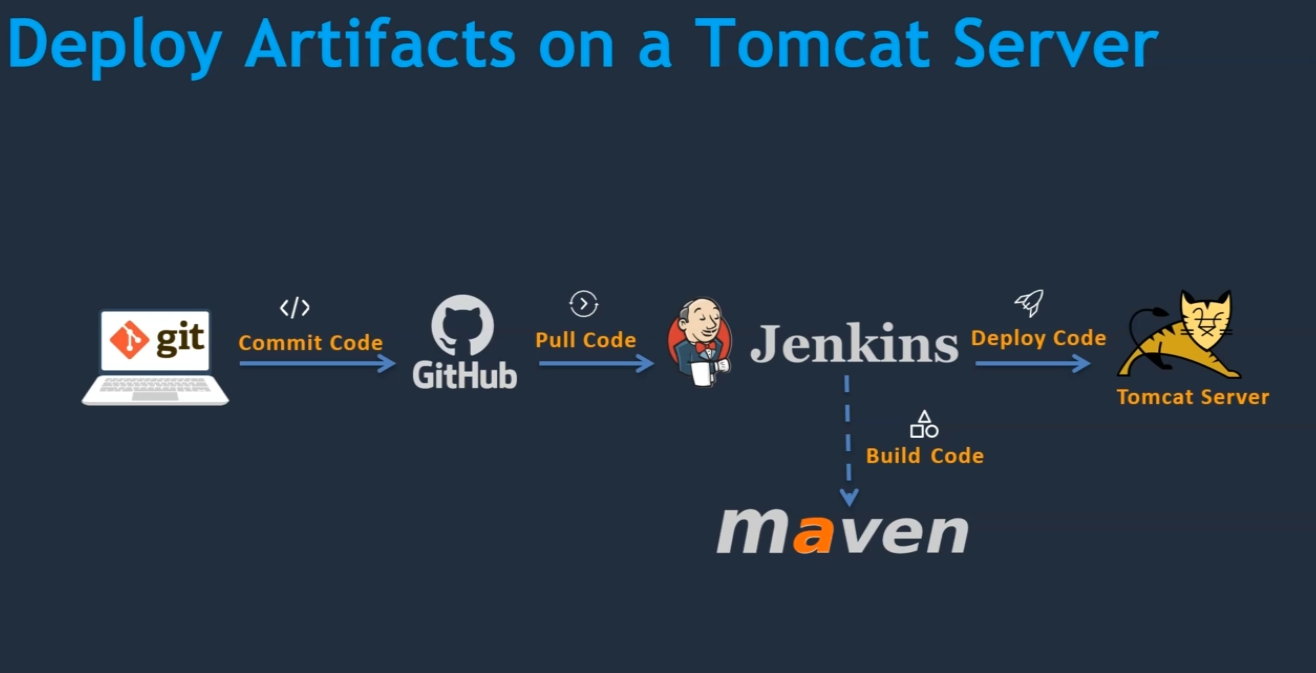 Deploy Artifacts on a Tomcat Server
git
Commit Code
GitHub
Pull Code
Jenkins
Deploy Code
Tomcat Server
Build Code
maven